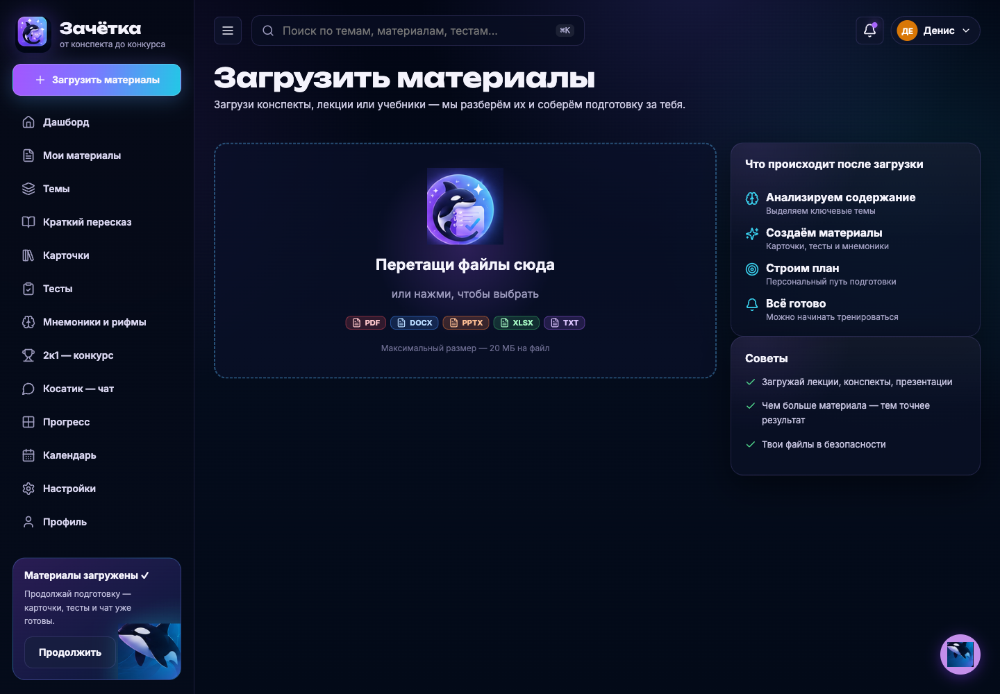 Зачётка
от конспекта до конкурса
Загрузить материалы
Дашборд
Мои материалы
Темы
Краткий пересказ
Карточки
Тесты
Мнемоники и рифмы
2к1 — конкурс
Косатик — чат
Прогресс
Календарь
Настройки
Профиль
Материалы загружены ✓
Продолжай подготовку —
карточки, тесты и чат уже
готовы.
Продолжить
Поиск по темам, материалам, тестам...
⌘K
ДЕ
Денис
Загрузить материалы
Загрузи конспекты, лекции или учебники — мы разберём их и соберём подготовку за тебя.
Перетащи файлы сюда
или нажми, чтобы выбрать
PDF DOCX PPTX XLSX TXT
Максимальный размер — 20 МБ на файл
Что происходит после загрузки
Анализируем содержание
Выделяем ключевые темы
Создаём материалы
Карточки, тесты и мнемоники
Строим план
Персональный путь подготовки
Всё готово
Можно начинать тренироваться
Советы
Загружай лекции, конспекты, презентации
Чем больше материала — тем точнее
результат
Твои файлы в безопасности